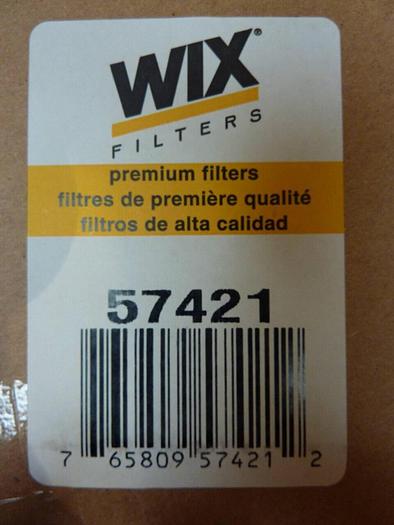 WIX®
FILTERS
premium filters
filtres de première qualité
filtros de alta calidad
57421
7 65809 57421 2